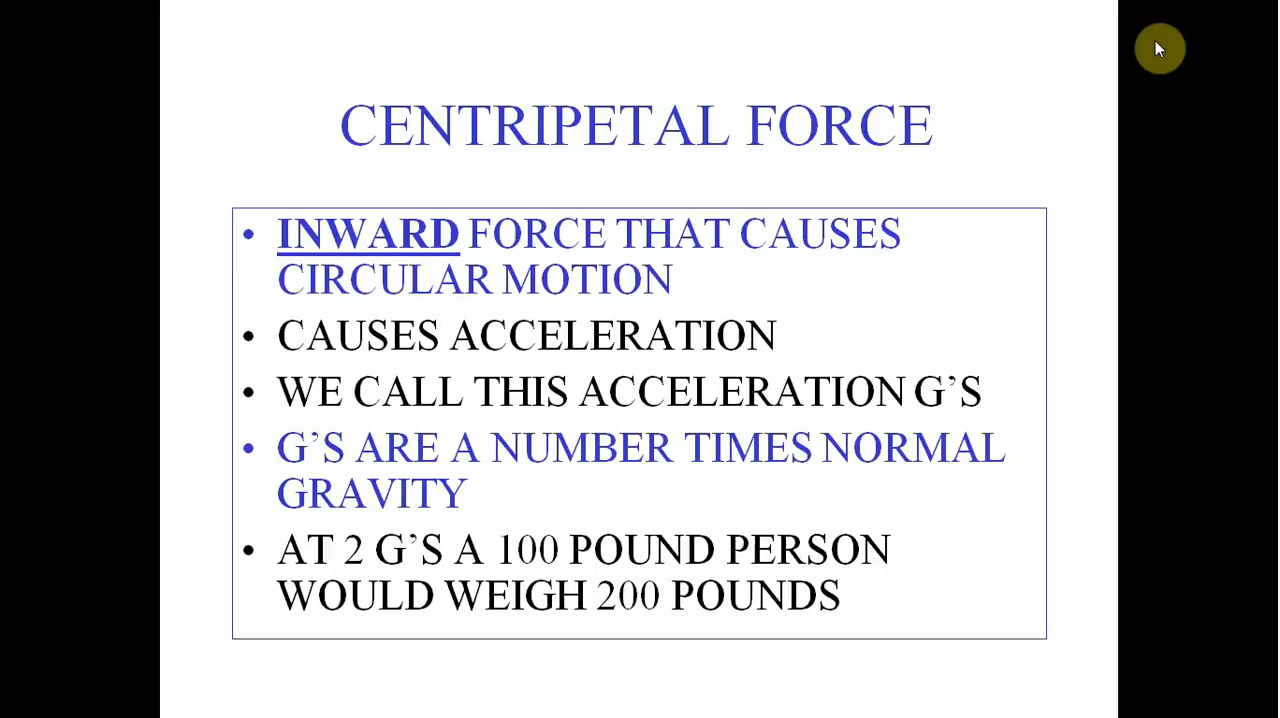 CENTRIPETAL FORCE
• INWARD FORCE THAT CAUSES
CIRCULAR MOTION
• CAUSES ACCELERATION
• WE CALL THIS ACCELERATION G’S
• G’S ARE A NUMBER TIMES NORMAL
GRAVITY
• AT 2 G’S A 100 POUND PERSON
WOULD WEIGH 200 POUNDS